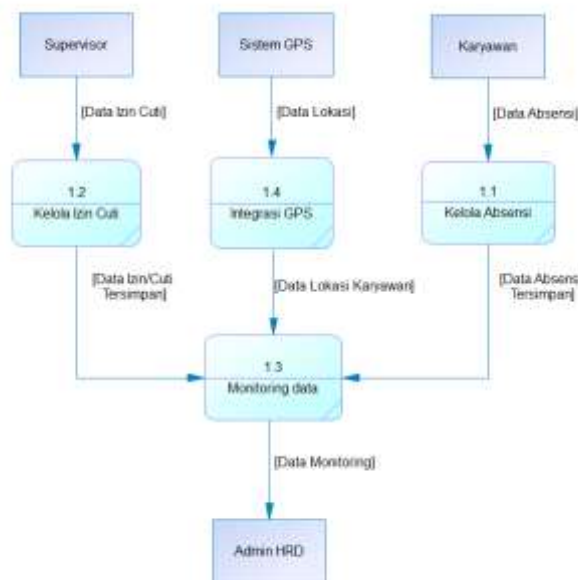 Supervisor
Sistem GPS
Karyawan
[Data Izin Cuti]
[Data Lokasi]
[Data Absensi]
1.2
Kelola Izin Cuti
1.4
Integrasi GPS
1.1
Kelola Absensi
[Data Izin/Cuti
Tersimpan]
[Data Lokasi Karyawan]
[Data Absens
Tersimpan]
1.3
Monitoring data
[Data Monitoring]
Admin HRD